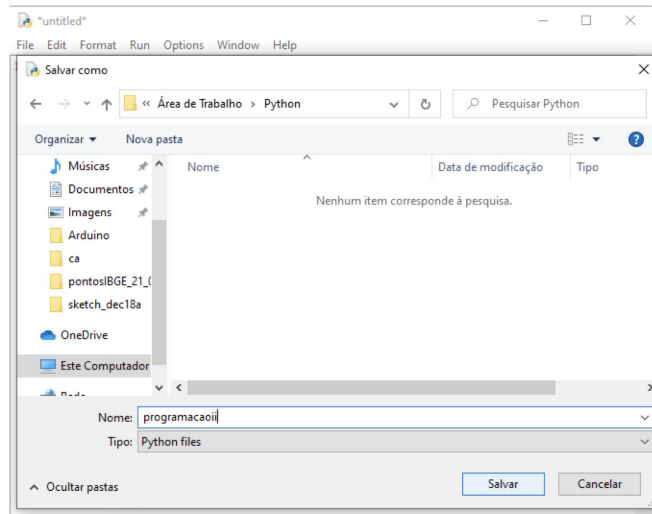 *untitled*
File Edit Format Run Options Window Help
Salvar como
« Área de Trabalho › Python
Pesquisar Python
Organizar Nova pasta
Nome Data de modificação Tipo
Nenhum item corresponde à pesquisa.
Músicas
Documentos
Imagens
Arduino
ca
pontosIBGE_21_
sketch_dec18a
OneDrive
Este Computador
Nome: programacaoii
Tipo: Python files
Ocultar pastas
Salvar Cancelar